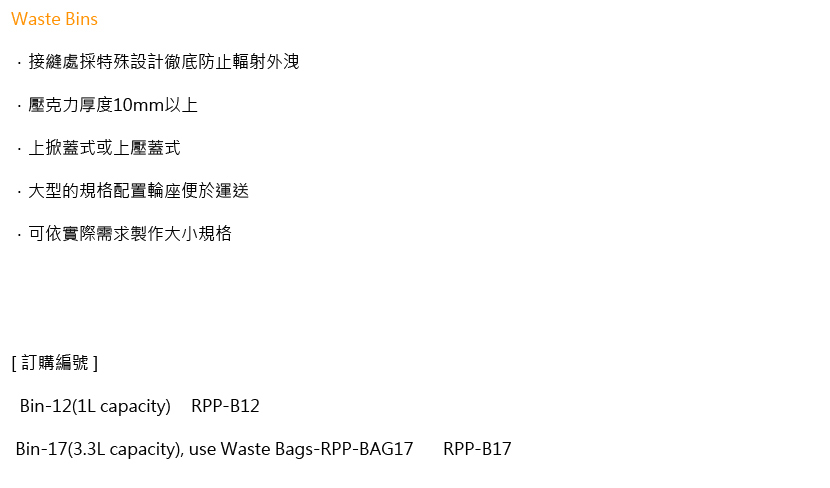 Waste Bins
‧接縫處採特殊設計徹底防止輻射外洩
‧壓克力厚度10mm以上
‧上掀蓋式或上壓蓋式
‧大型的規格配置輪座便於運送
‧可依實際需求製作大小規格
[ 訂購編號 ]
Bin-12(1L capacity) RPP-B12
Bin-17(3.3L capacity), use Waste Bags-RPP-BAG17 RPP-B17